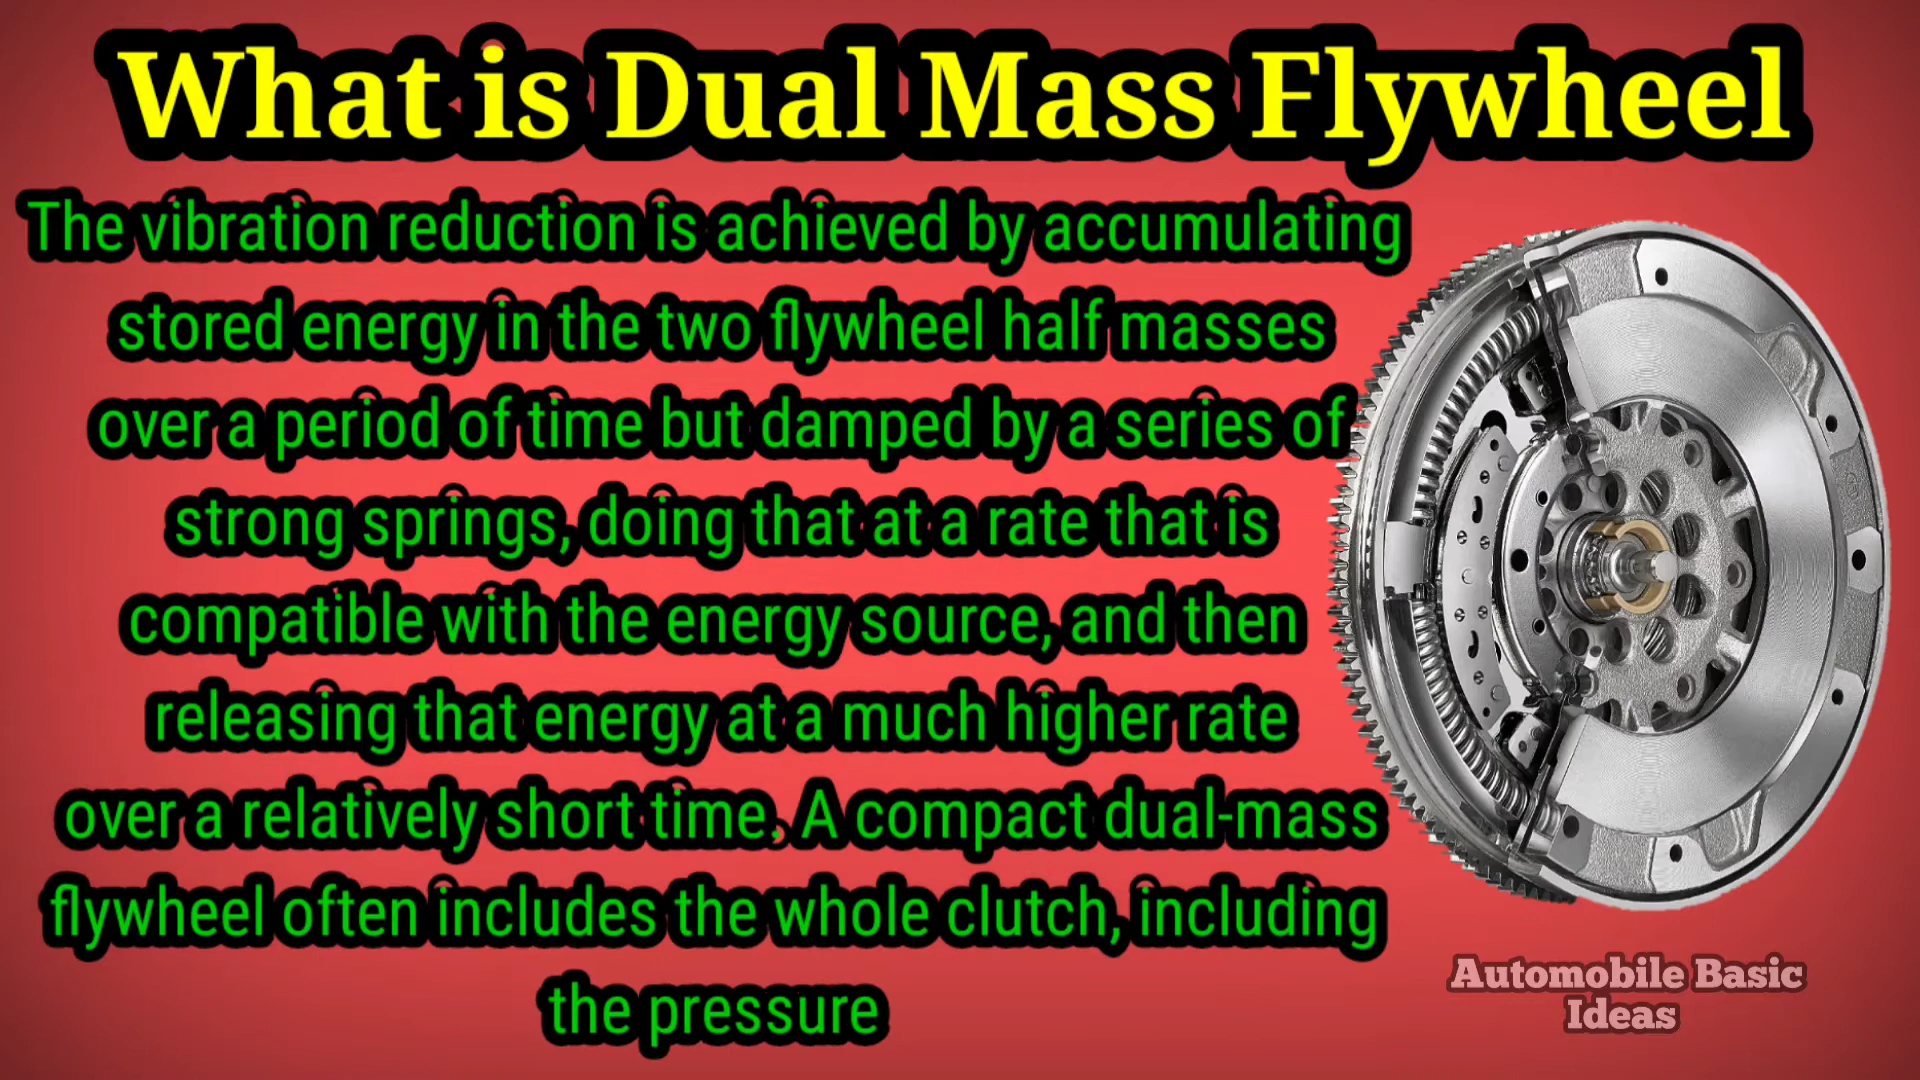 What is Dual Mass Flywheel
The vibration reduction is achieved by accumulating
stored energy in the two flywheel half masses
over a period of time but damped by a series of
strong springs, doing that at a rate that is
compatible with the energy source, and then
releasing that energy at a much higher rate
over a relatively short time. A compact dual-mass
flywheel often includes the whole clutch, including
the pressure
Automobile Basic
Ideas